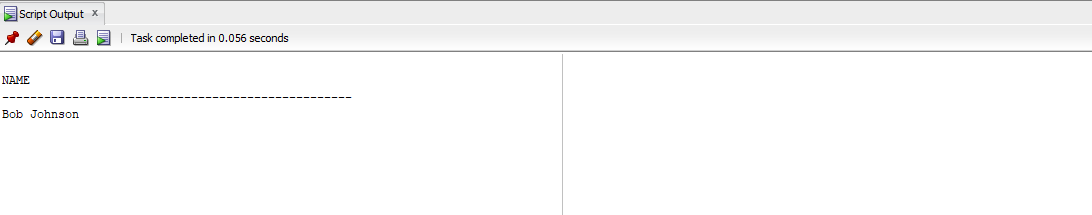 Script Output x
Task completed in 0.056 seconds
NAME
--------------------------------------------------
Bob Johnson